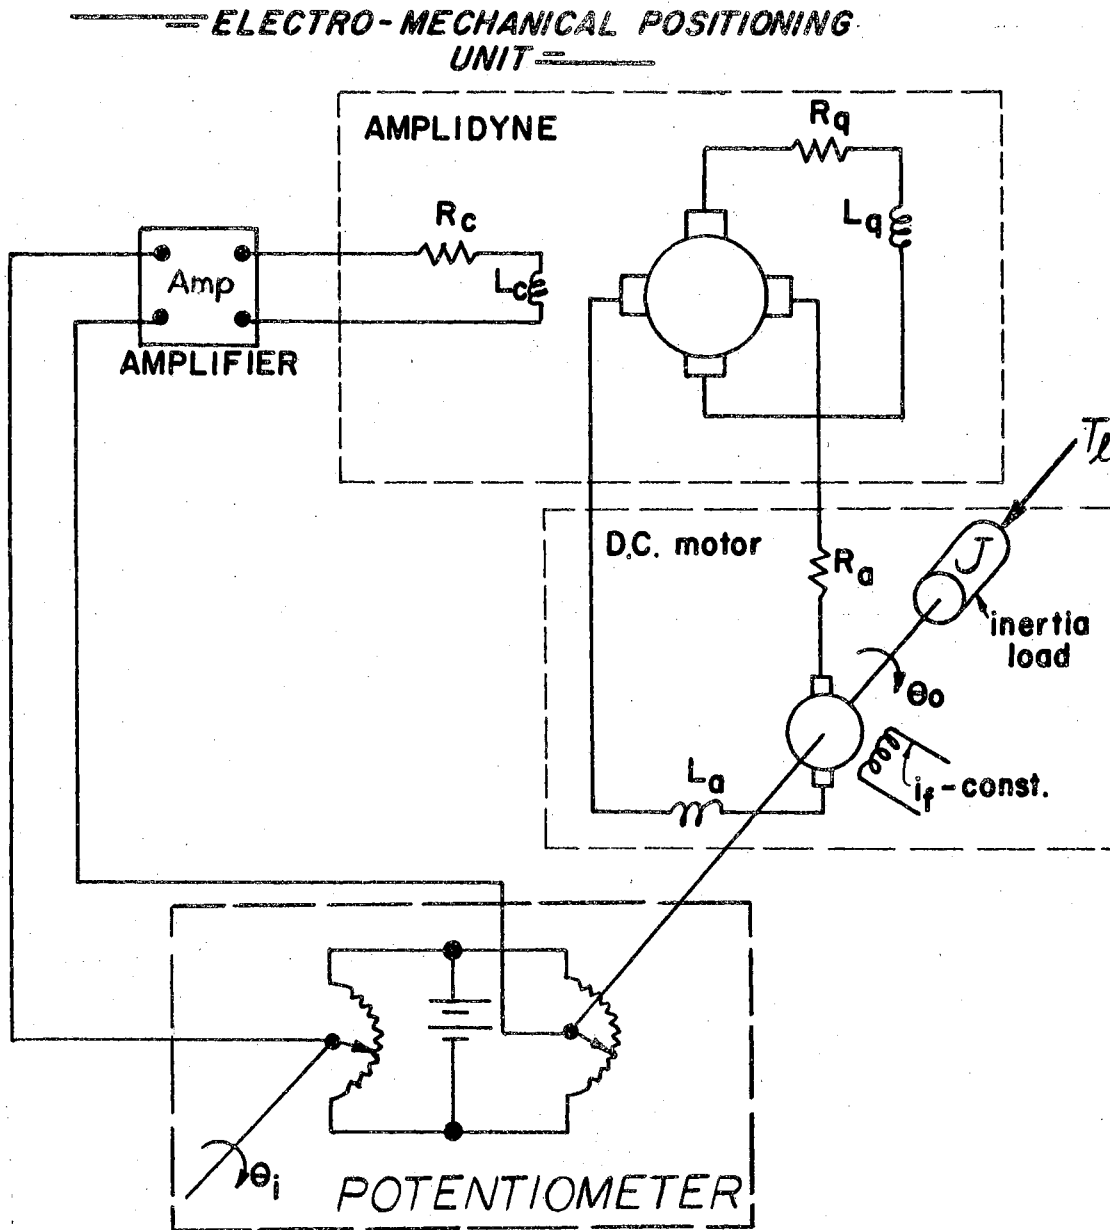 ELECTRO-MECHANICAL POSITIONING
UNIT
AMPLIDYNE
Rq
Lq
Rc
Lc
Amp
AMPLIFIER
Tℓ
D.C. motor
Ra
J
inertia
load
θo
La
if-const.
θi
POTENTIOMETER